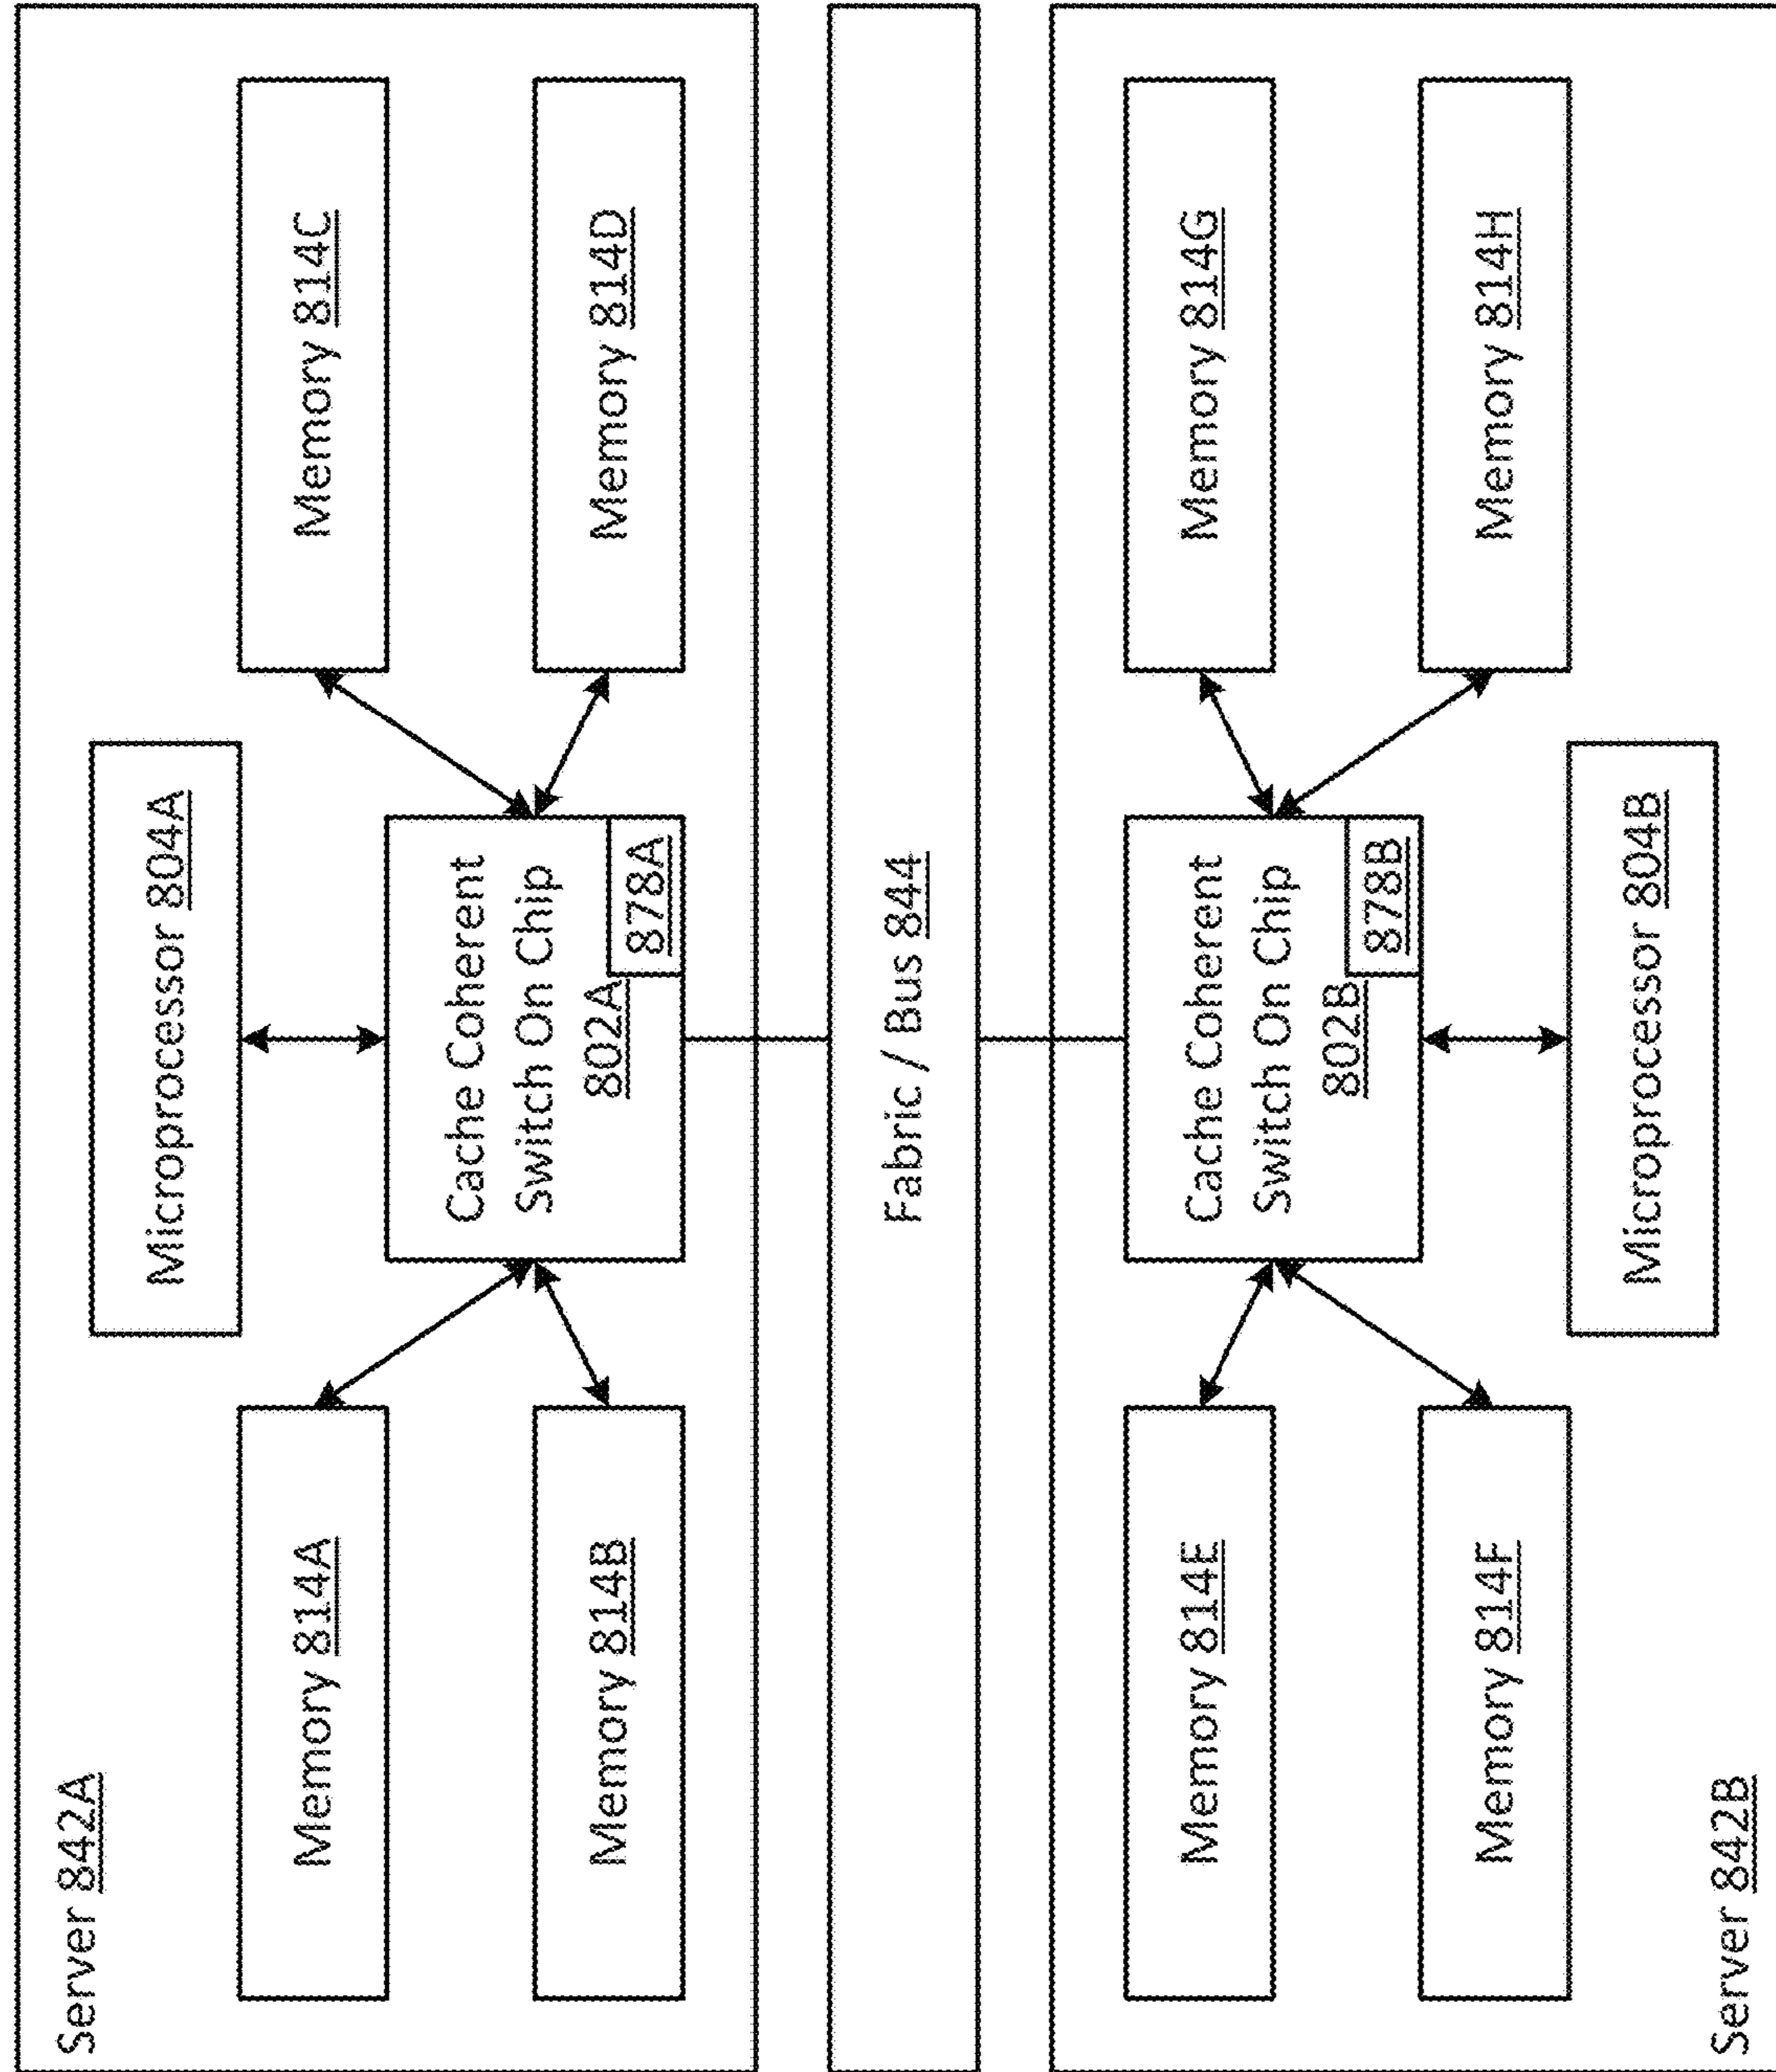 Server 842A
Microprocessor 804A
Memory 814A
Memory 814C
Cache Coherent
Switch On Chip
802A
878A
Memory 814B
Memory 814D
Fabric / Bus 844
Memory 814E
Memory 814G
Cache Coherent
Switch On Chip
802B
878B
Memory 814F
Memory 814H
Microprocessor 804B
Server 842B